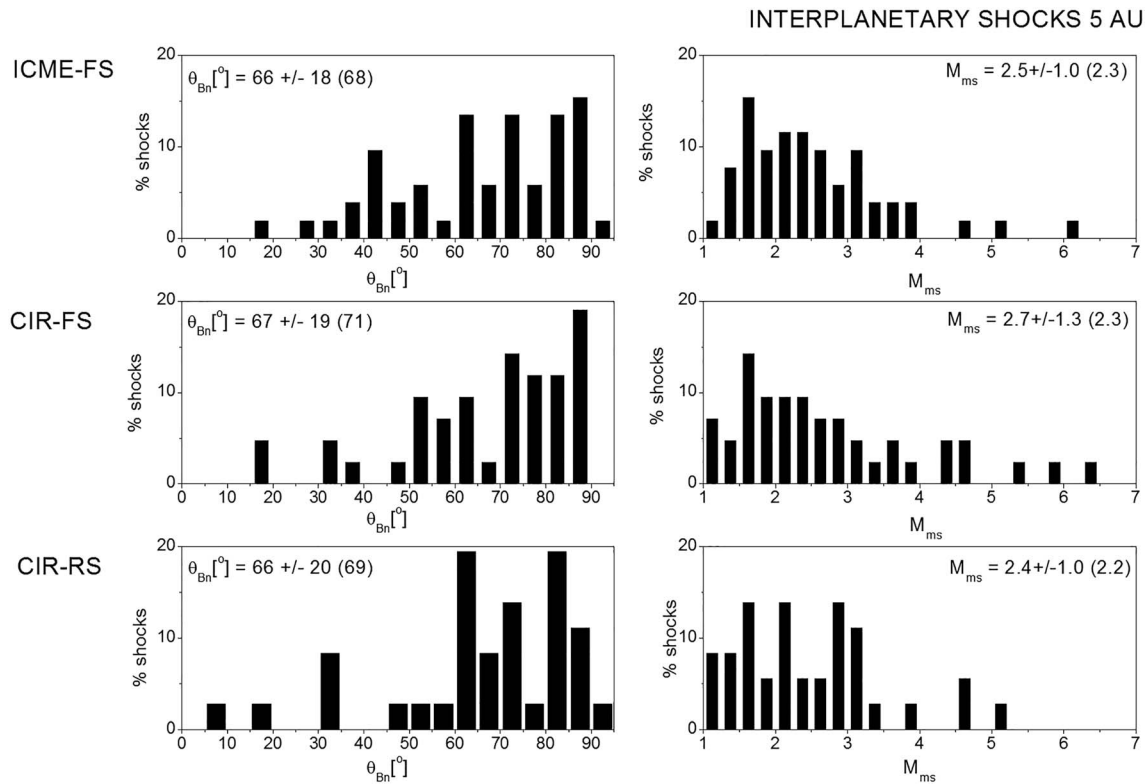 INTERPLANETARY SHOCKS 5 AU
ICME-FS
θBn[°] = 66 +/- 18 (68)
% shocks
20
10
0
0 10 20 30 40 50 60 70 80 90
θBn[°]
Mms = 2.5+/-1.0 (2.3)
% shocks
20
10
0
1 2 3 4 5 6 7
Mms
CIR-FS
θBn[°] = 67 +/- 19 (71)
% shocks
20
10
0
0 10 20 30 40 50 60 70 80 90
θBn[°]
Mms = 2.7+/-1.3 (2.3)
% shocks
20
10
0
1 2 3 4 5 6 7
Mms
CIR-RS
θBn[°] = 66 +/- 20 (69)
% shocks
20
10
0
0 10 20 30 40 50 60 70 80 90
θBn[°]
Mms = 2.4+/-1.0 (2.2)
% shocks
20
10
0
1 2 3 4 5 6 7
Mms